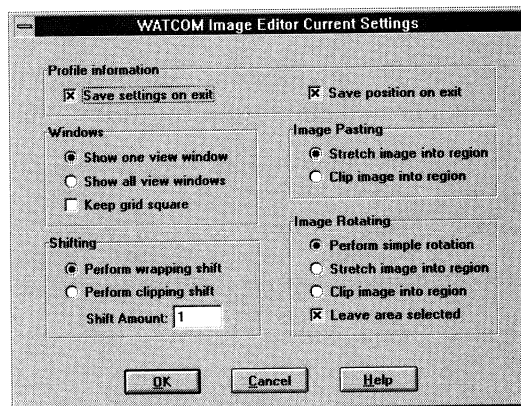 WATCOM Image Editor Current Settings
Profile information
Save settings on exit
Save position on exit
Windows
Show one view window
Show all view windows
Keep grid square
Image Pasting
Stretch image into region
Clip image into region
Shifting
Perform wrapping shift
Perform clipping shift
Shift Amount: 1
Image Rotating
Perform simple rotation
Stretch image into region
Clip image into region
Leave area selected
OK
Cancel
Help